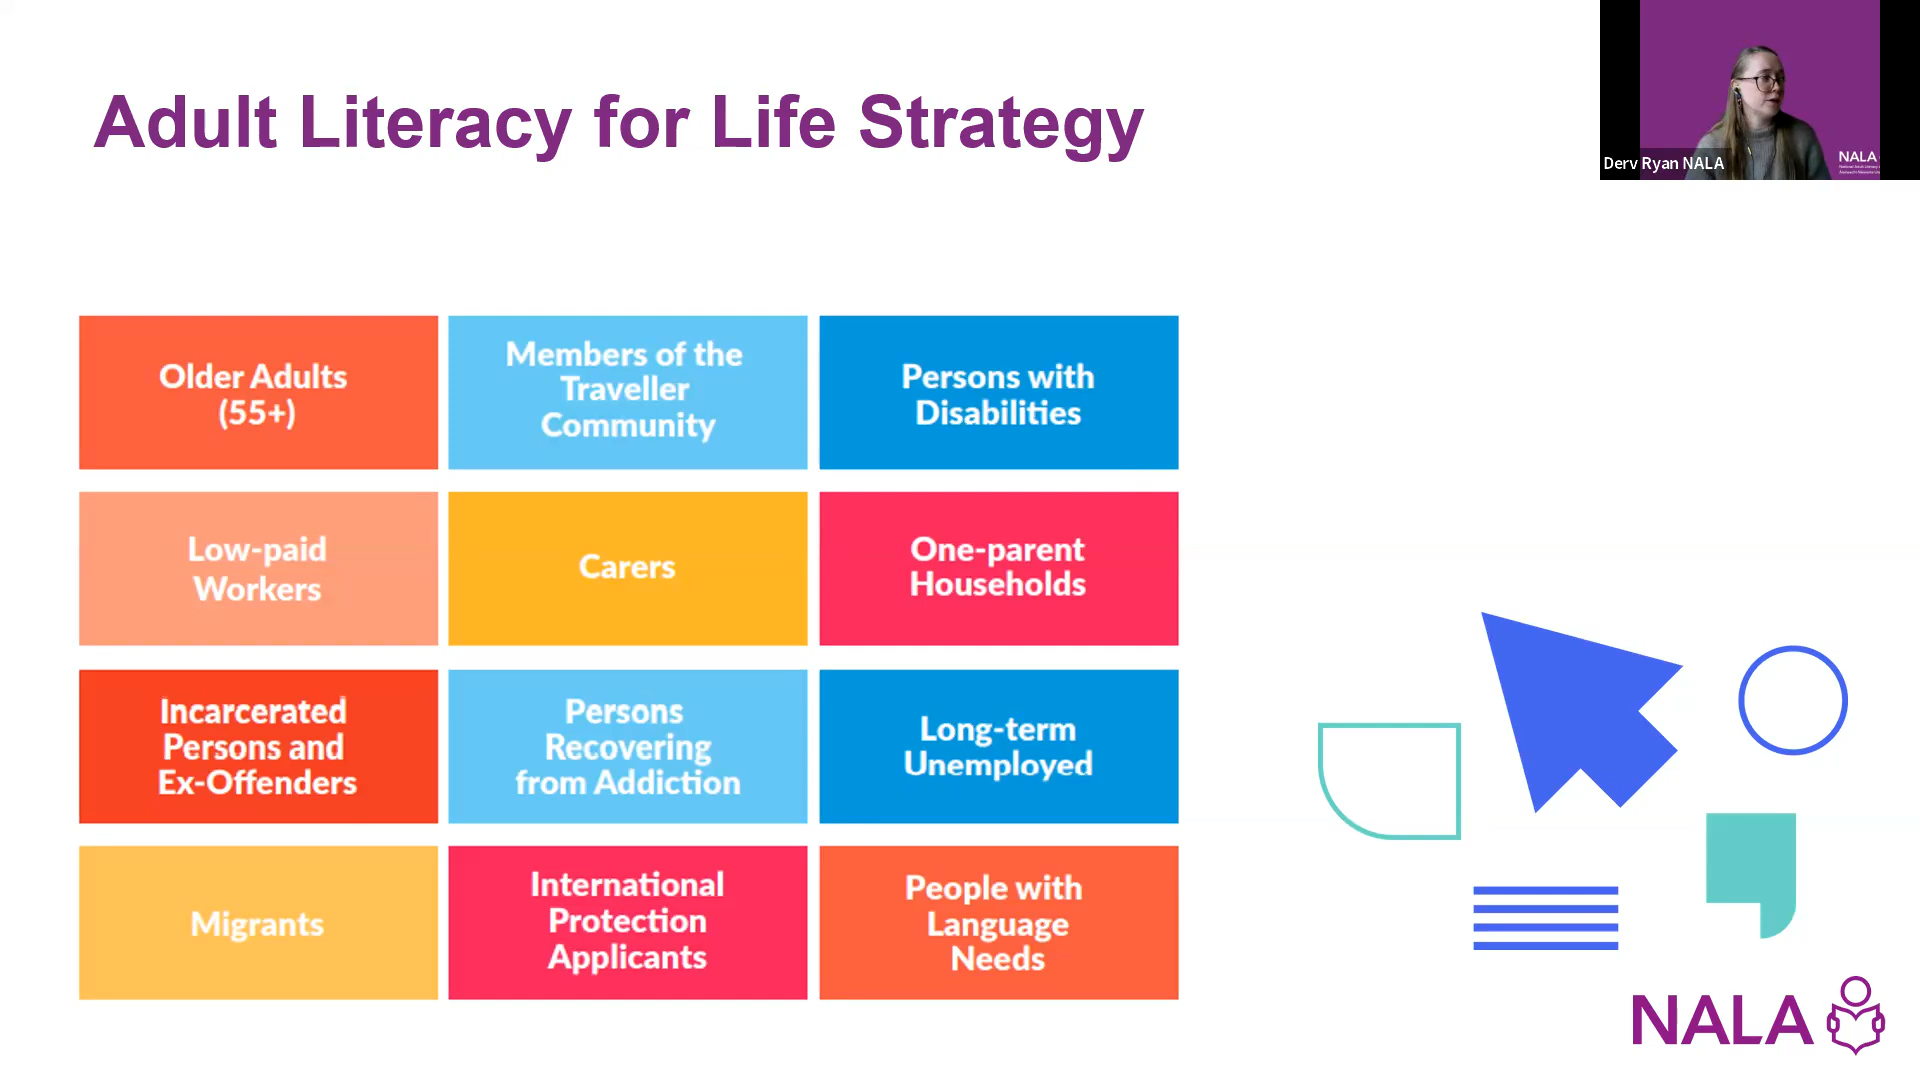 Adult Literacy for Life Strategy
NALA
Derv Ryan NALA
Older Adults
(55+)
Members of the
Traveller
Community
Persons with
Disabilities
Low-paid
Workers
Carers
One-parent
Households
Incarcerated
Persons and
Ex-Offenders
Persons
Recovering
from Addiction
Long-term
Unemployed
Migrants
International
Protection
Applicants
People with
Language
Needs
NALA